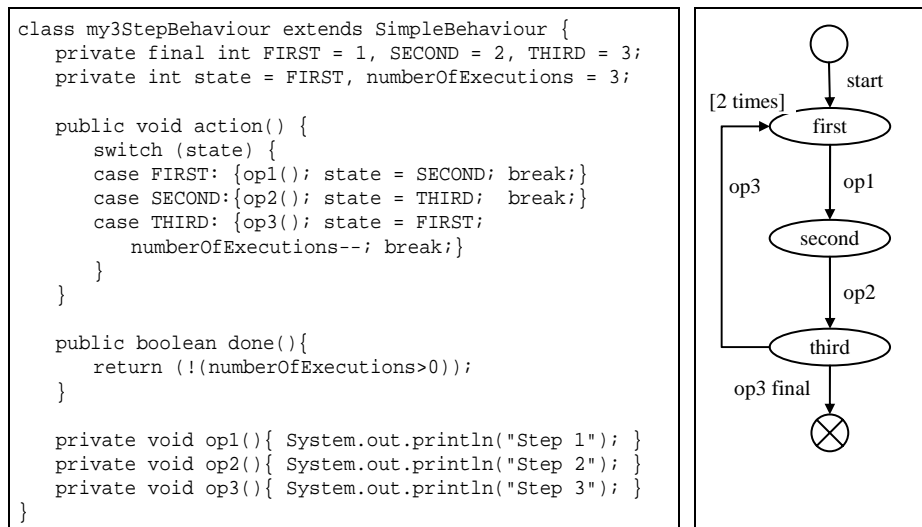 class my3StepBehaviour extends SimpleBehaviour {
private final int FIRST = 1, SECOND = 2, THIRD = 3;
private int state = FIRST, numberOfExecutions = 3;
public void action() {
switch (state) {
case FIRST: {op1(); state = SECOND; break;}
case SECOND:{op2(); state = THIRD;  break;}
case THIRD: {op3(); state = FIRST;
numberOfExecutions--; break;}
}
}
public boolean done(){
return (!(numberOfExecutions>0));
}
private void op1(){ System.out.println("Step 1"); }
private void op2(){ System.out.println("Step 2"); }
private void op3(){ System.out.println("Step 3"); }
}
start
[2 times]
first
op3
op1
second
op2
third
op3 final